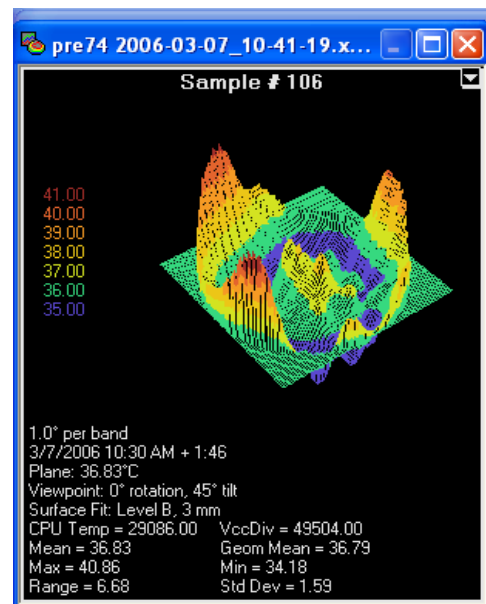 pre74 2006-03-07_10-41-19.x...
Sample # 106
41.00
40.00
39.00
38.00
37.00
36.00
35.00
1.0° per band
3/7/2006 10:30 AM + 1:46
Plane: 36.83°C
Viewpoint: 0° rotation, 45° tilt
Surface Fit: Level B, 3 mm
CPU Temp = 29086.00 VccDiv = 49504.00
Mean = 36.83 Geom Mean = 36.79
Max = 40.86 Min = 34.18
Range = 6.68 Std Dev = 1.59